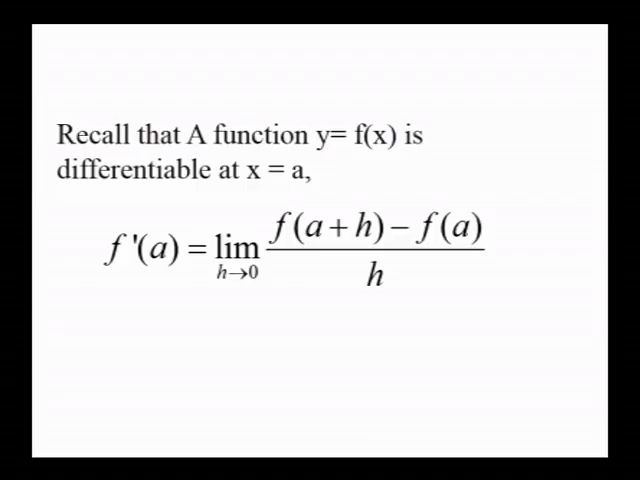 Recall that A function y= f(x) is
differentiable at x = a,
f '(a) = lim h→0 f(a + h) − f(a) / h